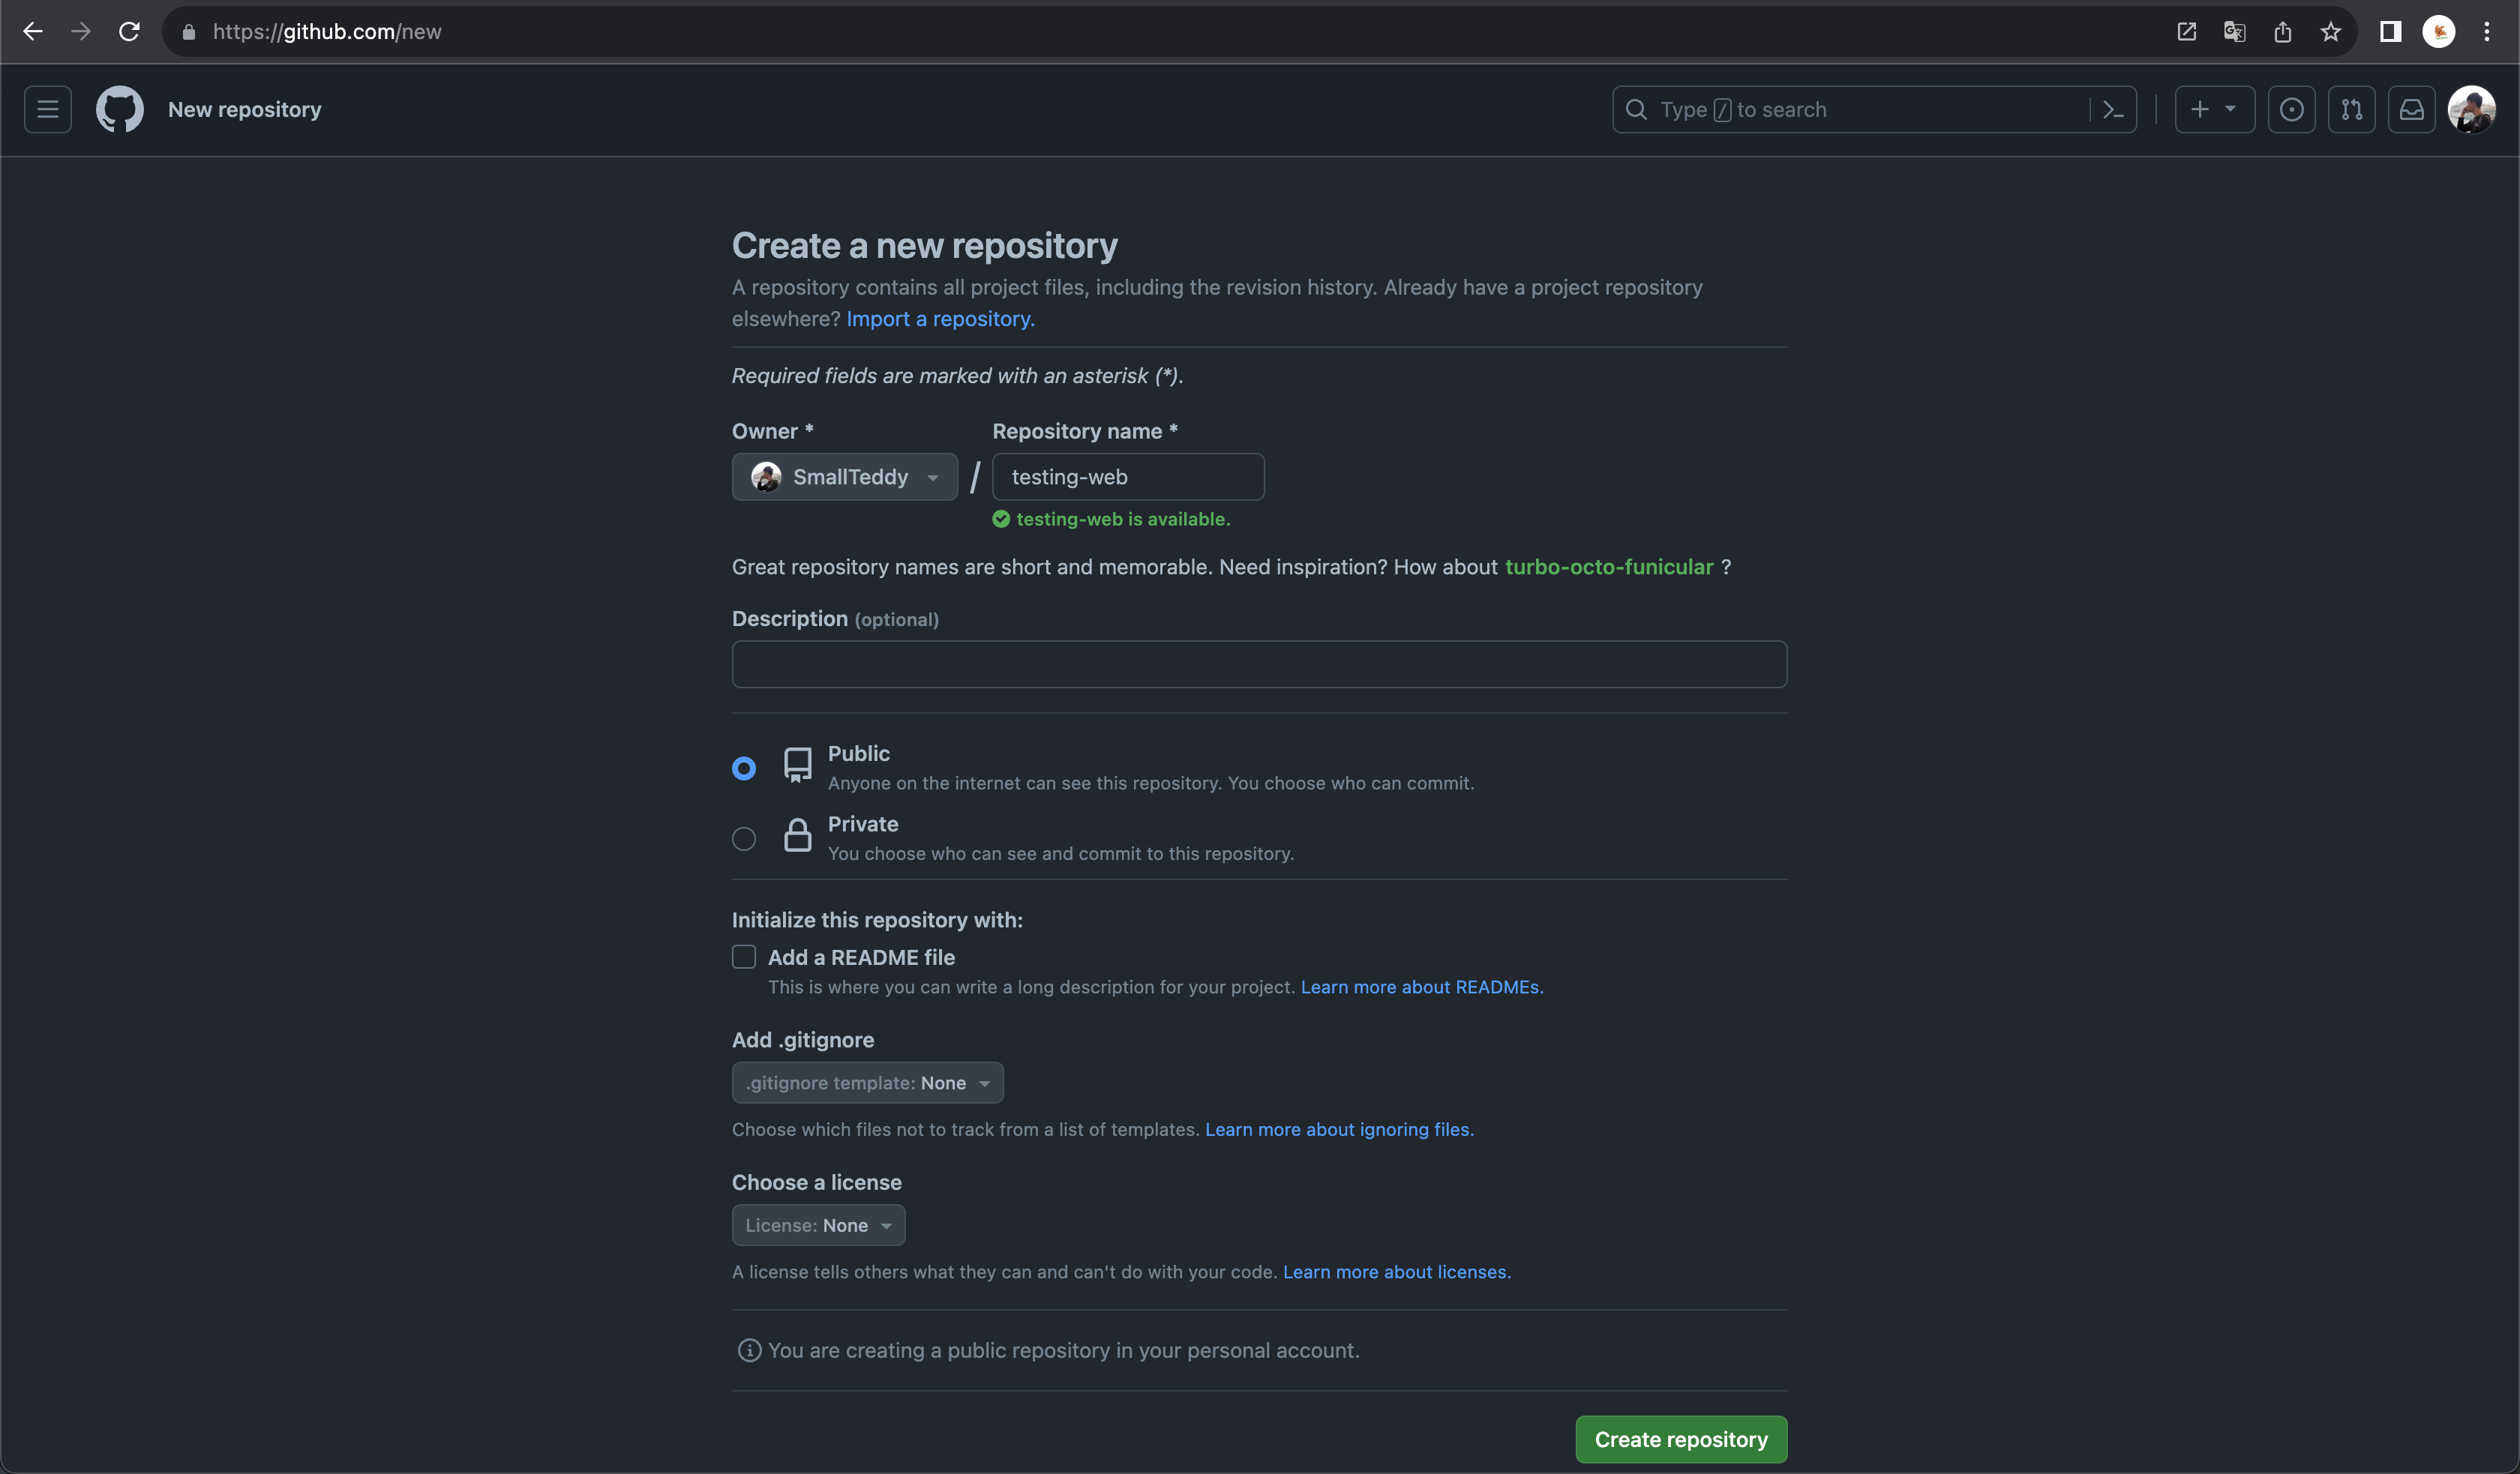 https://github.com/new
New repository
Type / to search
Create a new repository
A repository contains all project files, including the revision history. Already have a project repository
elsewhere? Import a repository.
Required fields are marked with an asterisk (*).
Owner * Repository name *
SmallTeddy / testing-web
testing-web is available.
Great repository names are short and memorable. Need inspiration? How about turbo-octo-funicular ?
Description (optional)
Public
Anyone on the internet can see this repository. You choose who can commit.
Private
You choose who can see and commit to this repository.
Initialize this repository with:
Add a README file
This is where you can write a long description for your project. Learn more about READMEs.
Add .gitignore
.gitignore template: None
Choose which files not to track from a list of templates. Learn more about ignoring files.
Choose a license
License: None
A license tells others what they can and can't do with your code. Learn more about licenses.
You are creating a public repository in your personal account.
Create repository